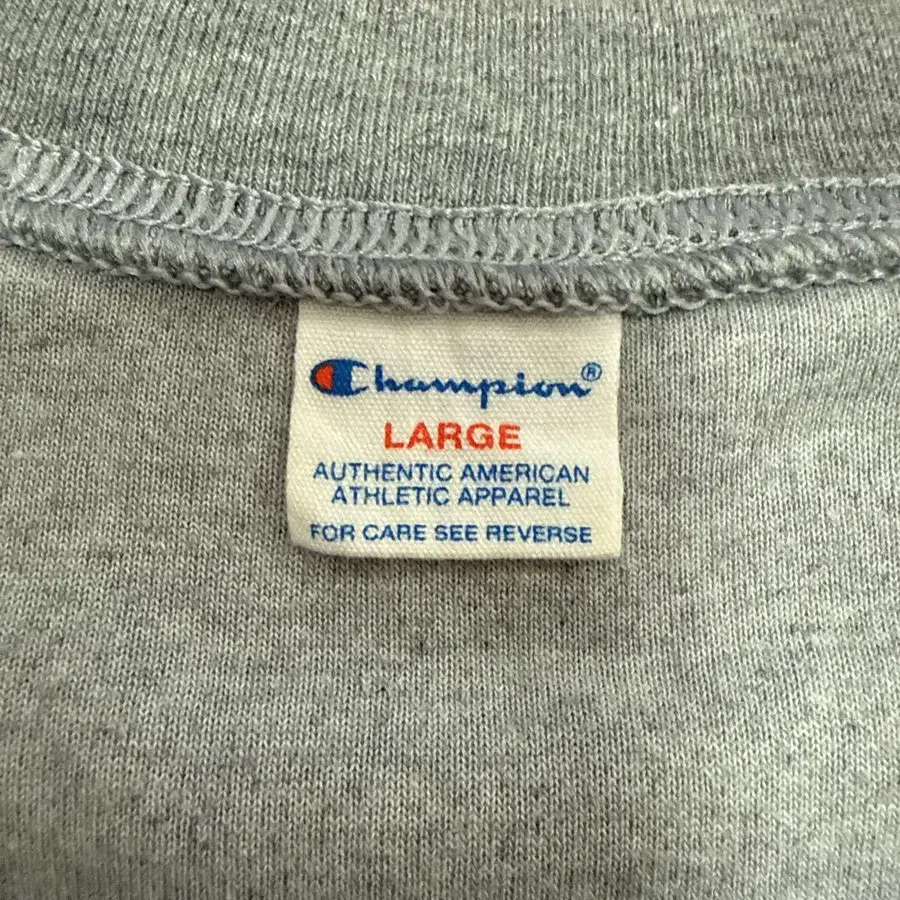 Champion®
LARGE
AUTHENTIC AMERICAN
ATHLETIC APPAREL
FOR CARE SEE REVERSE